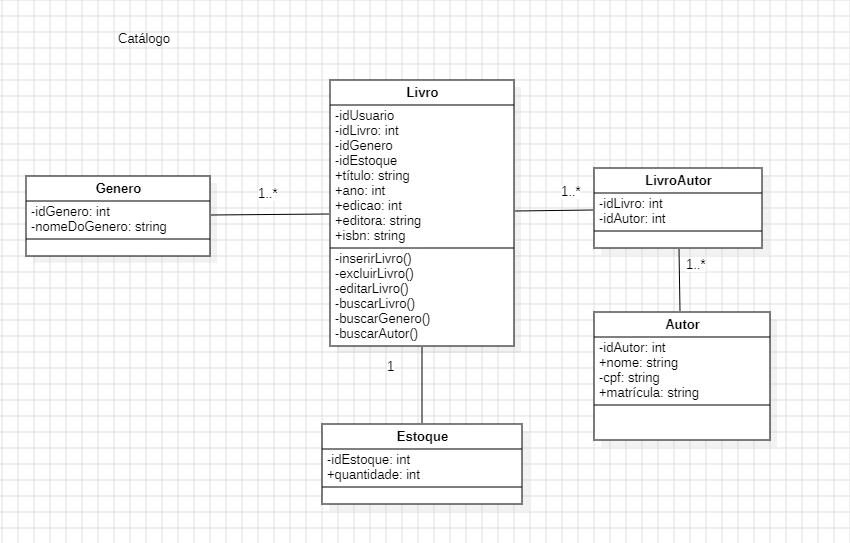 Catálogo
Livro
-idUsuario
-idLivro: int
-idGenero
-idEstoque
+título: string
+ano: int
+edicao: int
+editora: string
+isbn: string
-inserirLivro()
-excluirLivro()
-editarLivro()
-buscarLivro()
-buscarGenero()
-buscarAutor()
Genero
-idGenero: int
-nomeDoGenero: string
1..*
1..*
LivroAutor
-idLivro: int
-idAutor: int
1..*
Autor
-idAutor: int
+nome: string
-cpf: string
+matrícula: string
1
Estoque
-idEstoque: int
+quantidade: int